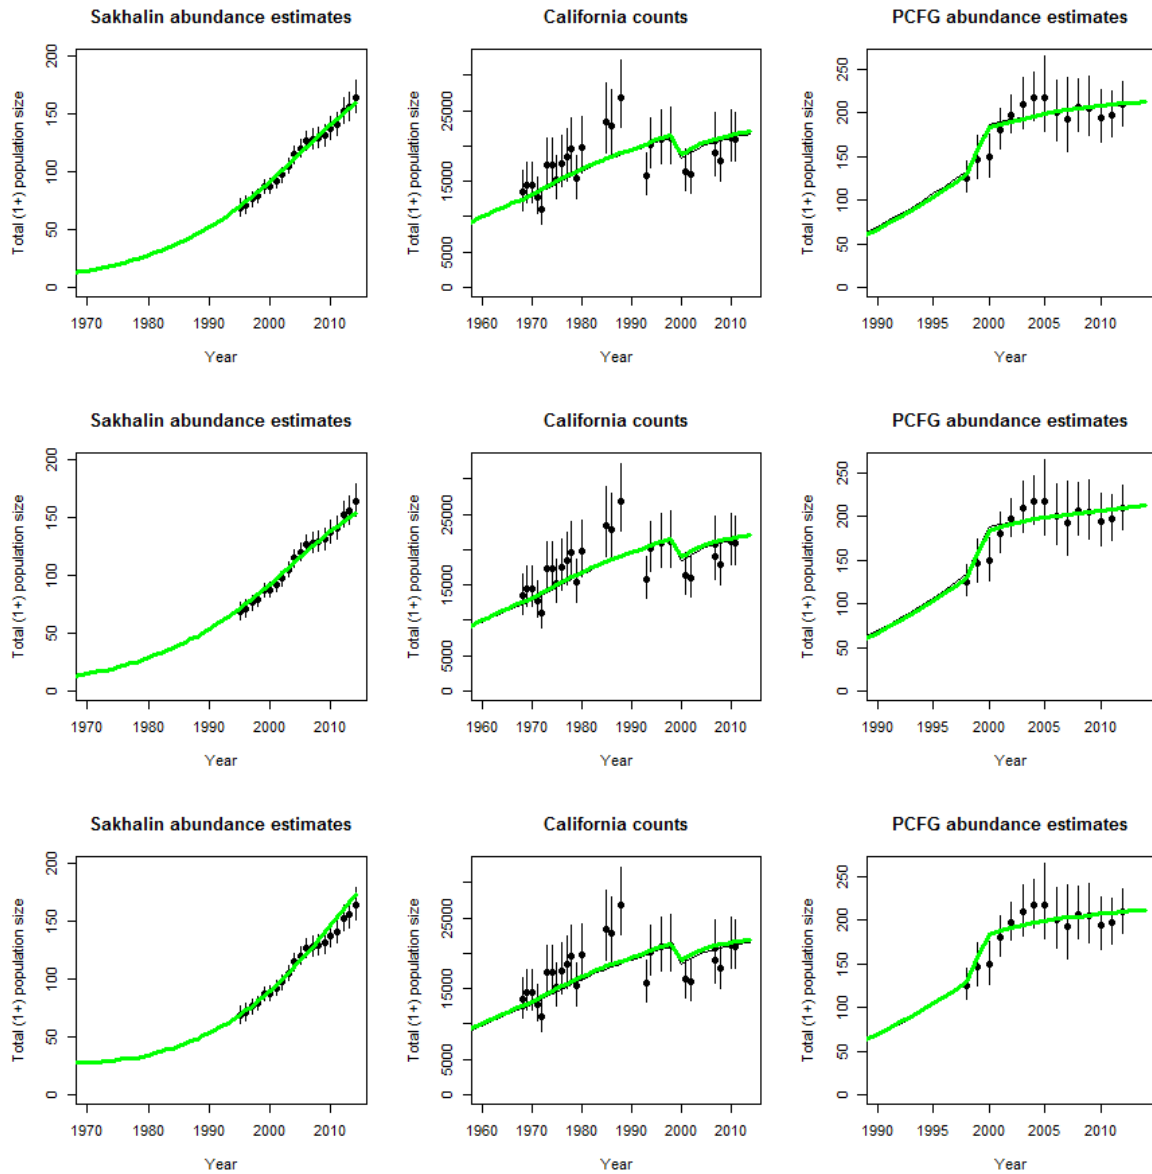 Sakhalin abundance estimates
California counts
PCFG abundance estimates
Total (1+) population size
200
150
100
50
0
1970 1980 1990 2000 2010
Year
Total (1+) population size
25000
15000
5000
0
1960 1970 1980 1990 2000 2010
Year
Total (1+) population size
250
200
150
100
50
0
1990 1995 2000 2005 2010
Year
Sakhalin abundance estimates
California counts
PCFG abundance estimates
Total (1+) population size
200
150
100
50
0
1970 1980 1990 2000 2010
Year
Total (1+) population size
25000
15000
5000
0
1960 1970 1980 1990 2000 2010
Year
Total (1+) population size
250
200
150
100
50
0
1990 1995 2000 2005 2010
Year
Sakhalin abundance estimates
California counts
PCFG abundance estimates
Total (1+) population size
200
150
100
50
0
1970 1980 1990 2000 2010
Year
Total (1+) population size
25000
15000
5000
0
1960 1970 1980 1990 2000 2010
Year
Total (1+) population size
250
200
150
100
50
0
1990 1995 2000 2005 2010
Year